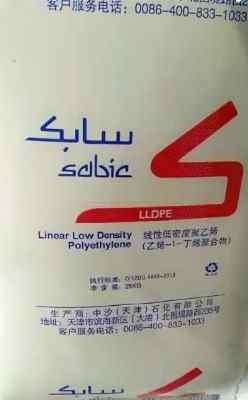 客户服务电话：0086-400-833-1033
سابك
sabic
LLDPE
Linear Low Density
Polyethylene
线性低密度聚乙烯
(乙烯-1-丁烯聚合物)
执行标准：
净含量：25KG
生产商：中沙（天津）石化有限公司
地址：天津市滨海新区（大港）北围堤路西235号
客户服务电话：0086-400-833-1033
سابك